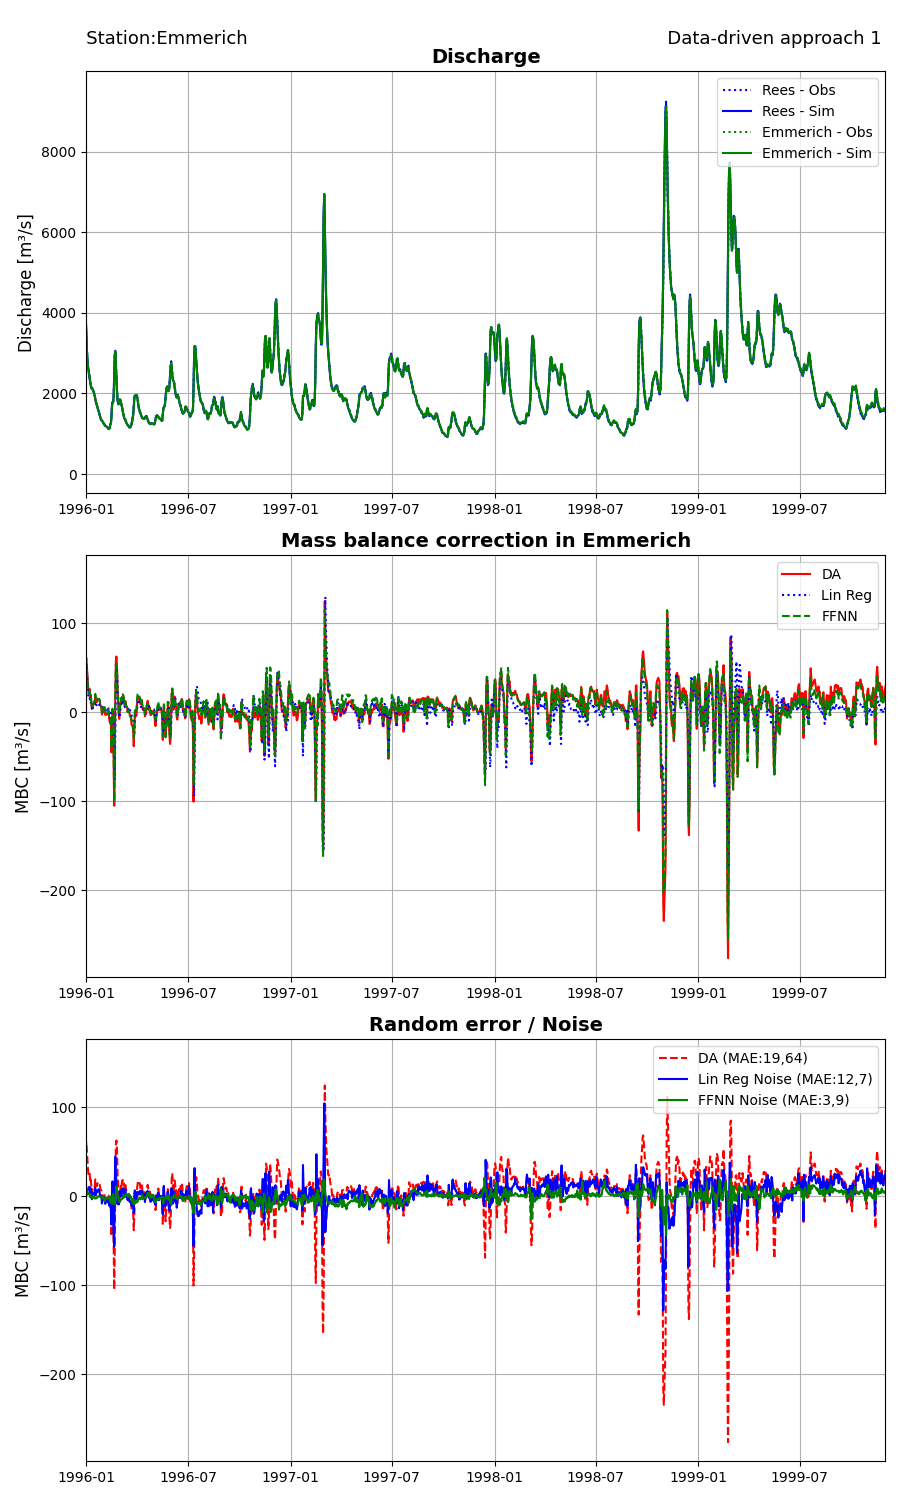 Station:Emmerich
Data-driven approach 1
Discharge
Rees - Obs
Rees - Sim
Emmerich - Obs
Emmerich - Sim
Discharge [m³/s]
8000
6000
4000
2000
0
1996-01 1996-07 1997-01 1997-07 1998-01 1998-07 1999-01 1999-07
Mass balance correction in Emmerich
DA
Lin Reg
FFNN
MBC [m³/s]
100
0
−100
−200
1996-01 1996-07 1997-01 1997-07 1998-01 1998-07 1999-01 1999-07
Random error / Noise
DA (MAE:19,64)
Lin Reg Noise (MAE:12,7)
FFNN Noise (MAE:3,9)
MBC [m³/s]
100
0
−100
−200
1996-01 1996-07 1997-01 1997-07 1998-01 1998-07 1999-01 1999-07